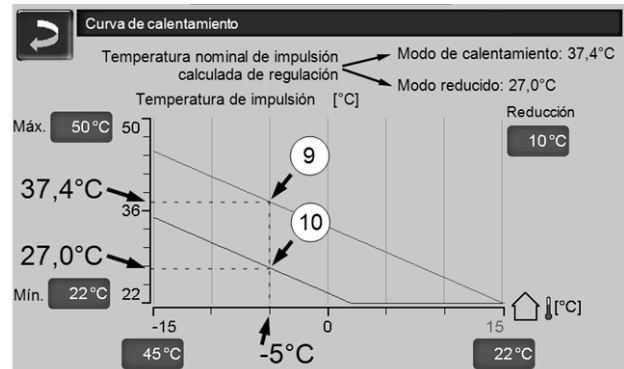 Curva de calentamiento
Temperatura nominal de impulsión
calculada de regulación
Modo de calentamiento: 37,4°C
Modo reducido: 27,0°C
Temperatura de impulsión [°C]
Reducción
10°C
Máx. 50°C
50
9
37,4°C
36
10
27,0°C
Mín. 22°C
22
[°C]
-15
0
15
45°C
-5°C
22°C